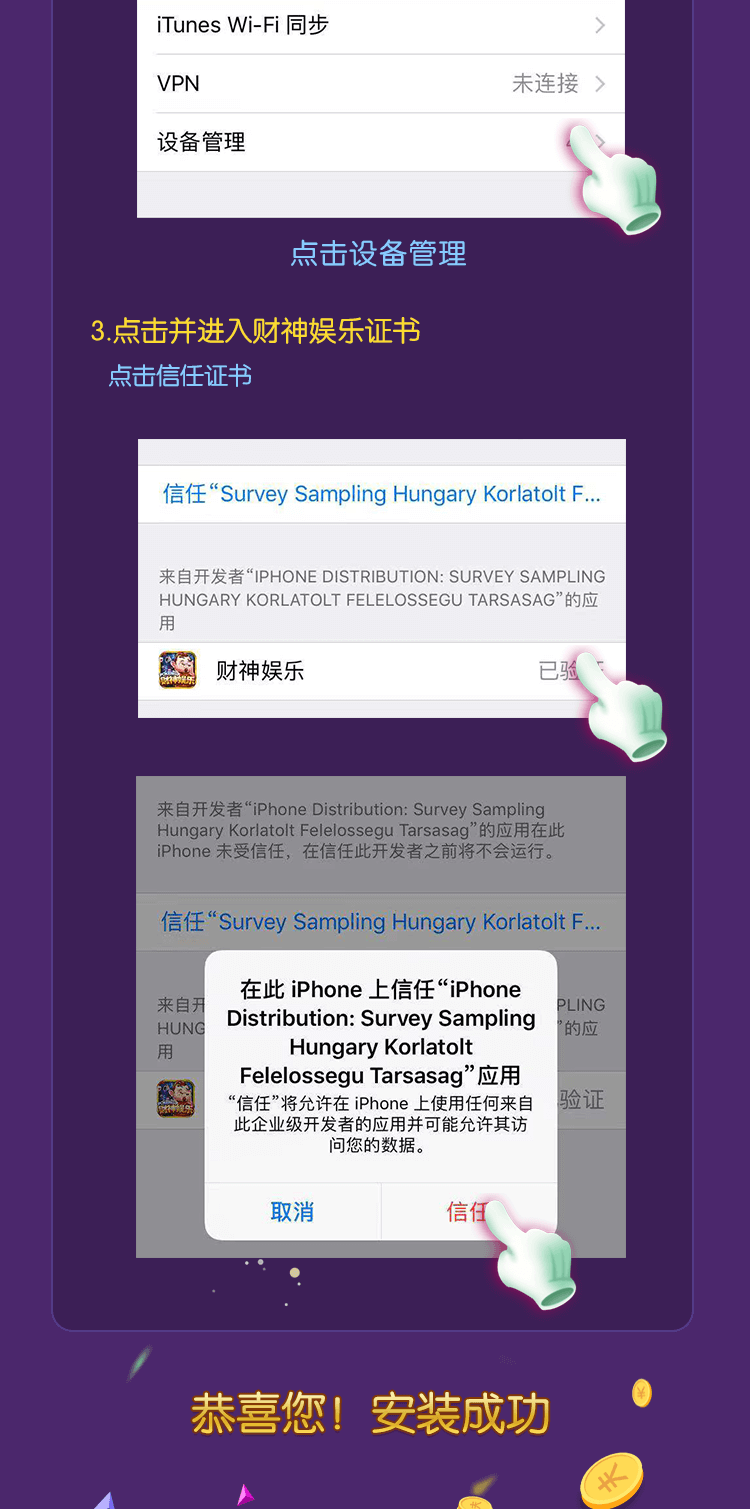 iTunes Wi-Fi 同步
VPN 未连接
设备管理
点击设备管理
3.点击并进入财神娱乐证书
点击信任证书
信任“Survey Sampling Hungary Korlatolt F...
来自开发者“IPHONE DISTRIBUTION: SURVEY SAMPLING
HUNGARY KORLATOLT FELELOSSEGU TARSASAG”的应
用
财神娱乐
财神娱乐 已验证
来自开发者“iPhone Distribution: Survey Sampling
Hungary Korlatolt Felelossegu Tarsasag”的应用在此
iPhone 未受信任，在信任此开发者之前将不会运行。
信任“Survey Sampling Hungary Korlatolt F...
来自开 PLING
HUNG ”的应
用
财神娱乐
验证
在此 iPhone 上信任“iPhone
Distribution: Survey Sampling
Hungary Korlatolt
Felelossegu Tarsasag”应用
“信任”将允许在 iPhone 上使用任何来自
此企业级开发者的应用并可能允许其访
问您的数据。
取消 信任
恭喜您！安装成功